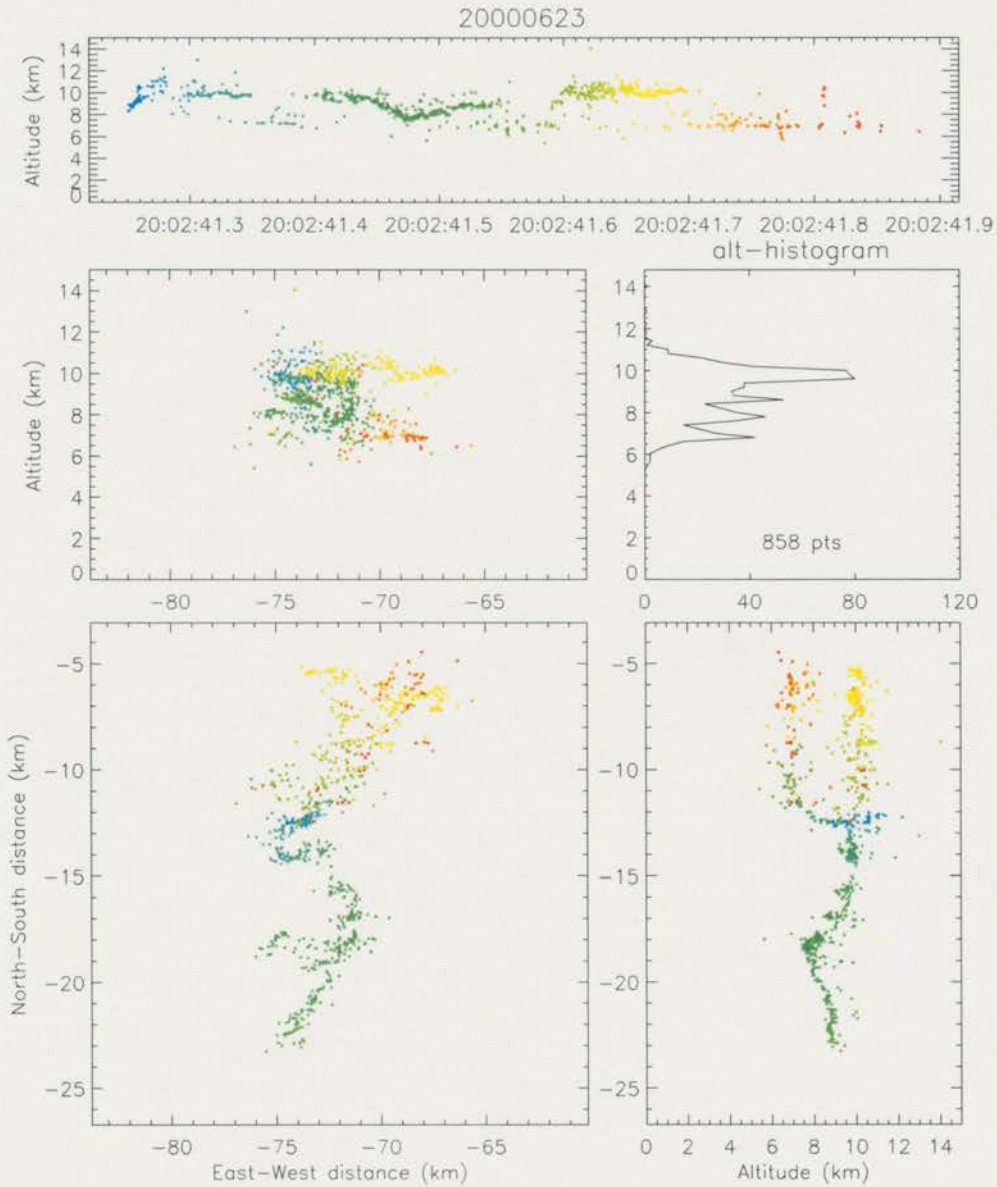 20000623
Altitude (km)
14
12
10
8
6
4
2
0
20:02:41.3 20:02:41.4 20:02:41.5 20:02:41.6 20:02:41.7 20:02:41.8 20:02:41.9
alt-histogram
Altitude (km)
14
12
10
8
6
4
2
0
-80 -75 -70 -65
14
12
10
8
6
4
2
0
858 pts
0 40 80 120
North-South distance (km)
-5
-10
-15
-20
-25
-80 -75 -70 -65
East-West distance (km)
-5
-10
-15
-20
-25
0 2 4 6 8 10 12 14
Altitude (km)